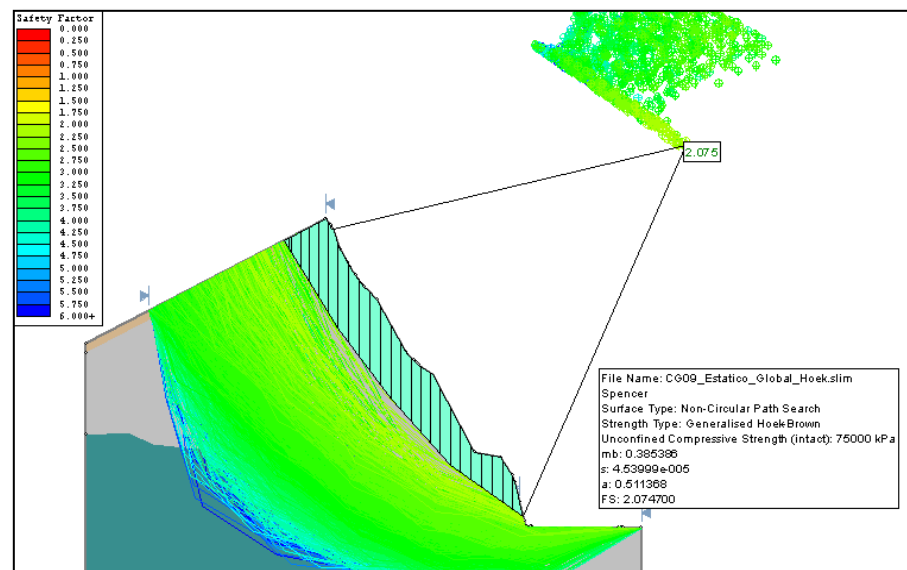 Safety Factor
0.000
0.250
0.500
0.750
1.000
1.250
1.500
1.750
2.000
2.250
2.500
2.750
3.000
3.250
3.500
3.750
4.000
4.250
4.500
4.750
5.000
5.250
5.500
5.750
6.000+
2.075
File Name: CG09_Estatico_Global_Hoek.slim
Spencer
Surface Type: Non-Circular Path Search
Strength Type: Generalised Hoek-Brown
Unconfined Compressive Strength (intact): 75000 kPa
mb: 0.385386
s: 4.53999e-005
a: 0.511368
FS: 2.074700